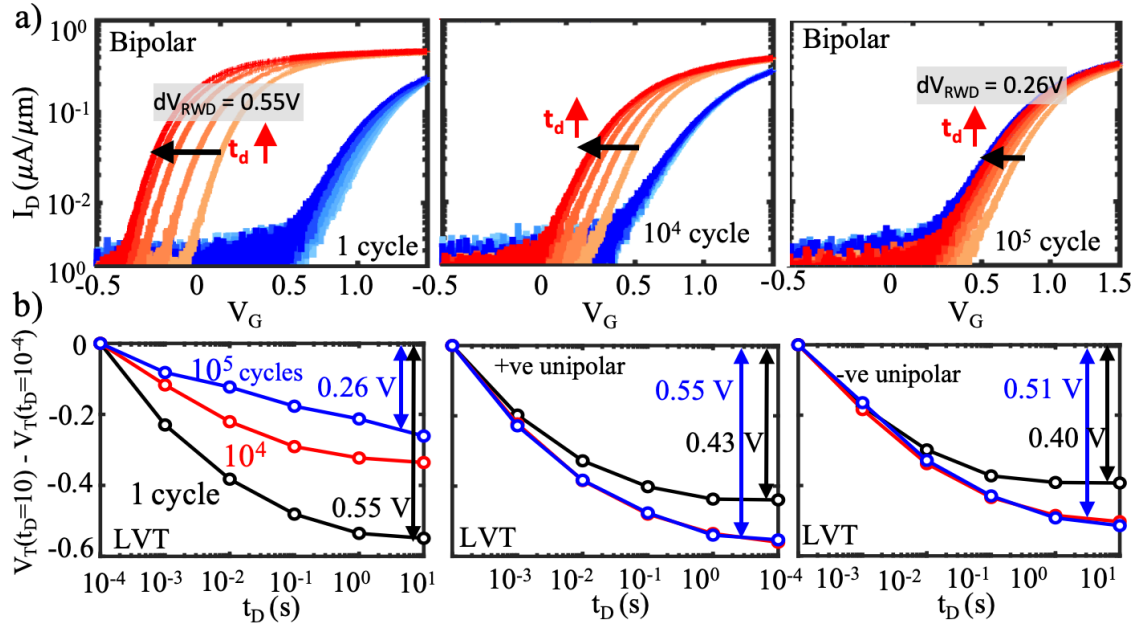 a)
10⁰
10⁻¹
10⁻²
10⁰
I_D (μA/μm)
Bipolar
dV_RWD = 0.55V
t_d
1 cycle
-0.5 0 0.5 1.0 -0.5
V_G
t_d
10⁴ cycle
0 0.5 1.0 -0.5
V_G
Bipolar
dV_RWD = 0.26V
t_d
10⁵ cycle
0 0.5 1.0 1.5
V_G
b)
V_T(t_D=10) - V_T(t_D=10⁻⁴)
0
-0.2
-0.4
-0.6
10⁵ cycles
0.26 V
10⁴
1 cycle
0.55 V
LVT
10⁻⁴ 10⁻³ 10⁻² 10⁻¹ 10⁰ 10¹
t_D (s)
+ve unipolar
0.55 V
0.43 V
LVT
10⁻³ 10⁻² 10⁻¹ 10⁰ 10⁻⁴
t_D (s)
-ve unipolar
0.51 V
0.40 V
LVT
10⁻³ 10⁻² 10⁻¹ 10⁰ 10¹
t_D (s)